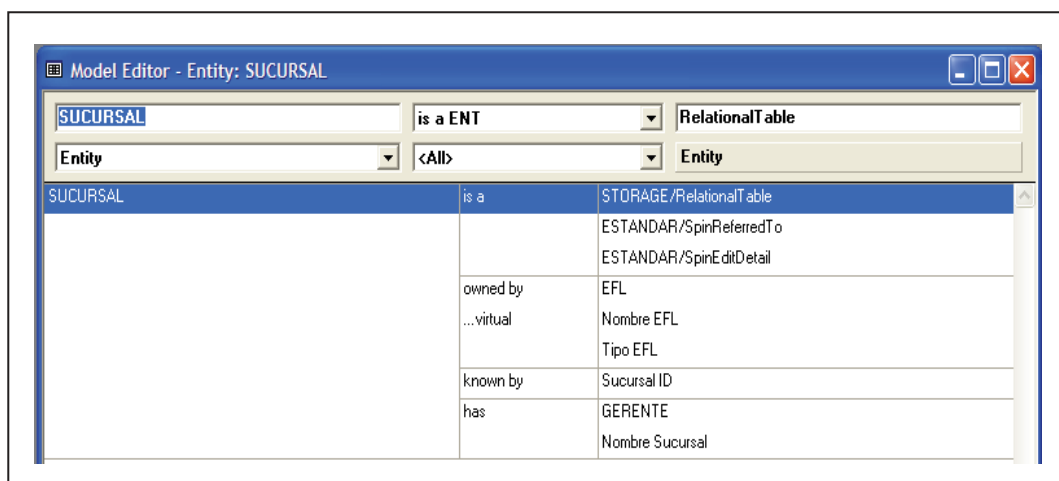 Model Editor - Entity: SUCURSAL
SUCURSAL is a ENT RelationalTable
Entity <All> Entity
SUCURSAL is a STORAGE/RelationalTable
ESTANDAR/SpinReferredTo
ESTANDAR/SpinEditDetail
owned by EFL
...virtual Nombre EFL
Tipo EFL
known by Sucursal ID
has GERENTE
Nombre Sucursal